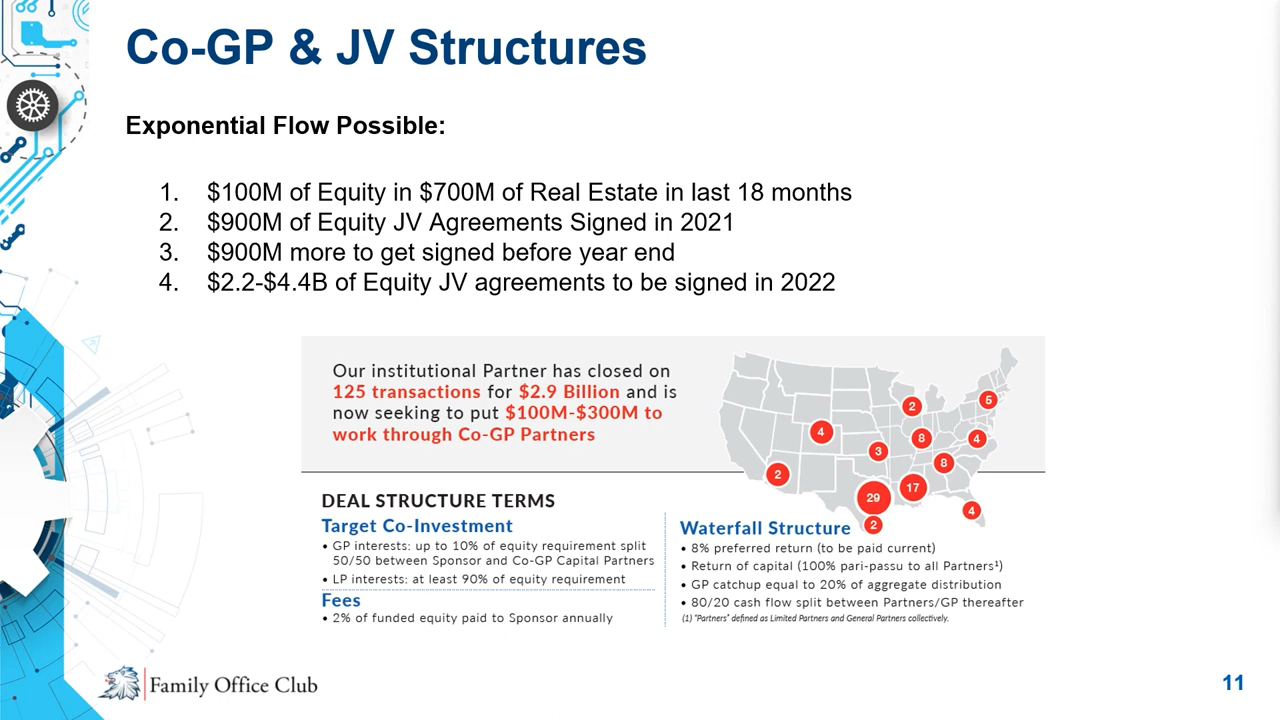 Co-GP & JV Structures
Exponential Flow Possible:
1. $100M of Equity in $700M of Real Estate in last 18 months
2. $900M of Equity JV Agreements Signed in 2021
3. $900M more to get signed before year end
4. $2.2-$4.4B of Equity JV agreements to be signed in 2022
Our institutional Partner has closed on
125 transactions for $2.9 Billion and is
now seeking to put $100M-$300M to
work through Co-GP Partners
2
5
4
8
4
3
8
2
17
29
4
2
DEAL STRUCTURE TERMS
Target Co-Investment
• GP interests: up to 10% of equity requirement split
50/50 between Sponsor and Co-GP Capital Partners
• LP interests: at least 90% of equity requirement
Fees
• 2% of funded equity paid to Sponsor annually
Waterfall Structure
• 8% preferred return (to be paid current)
• Return of capital (100% pari-passu to all Partners¹)
• GP catchup equal to 20% of aggregate distribution
• 80/20 cash flow split between Partners/GP thereafter
(1) "Partners" defined as Limited Partners and General Partners collectively.
Family Office Club
11